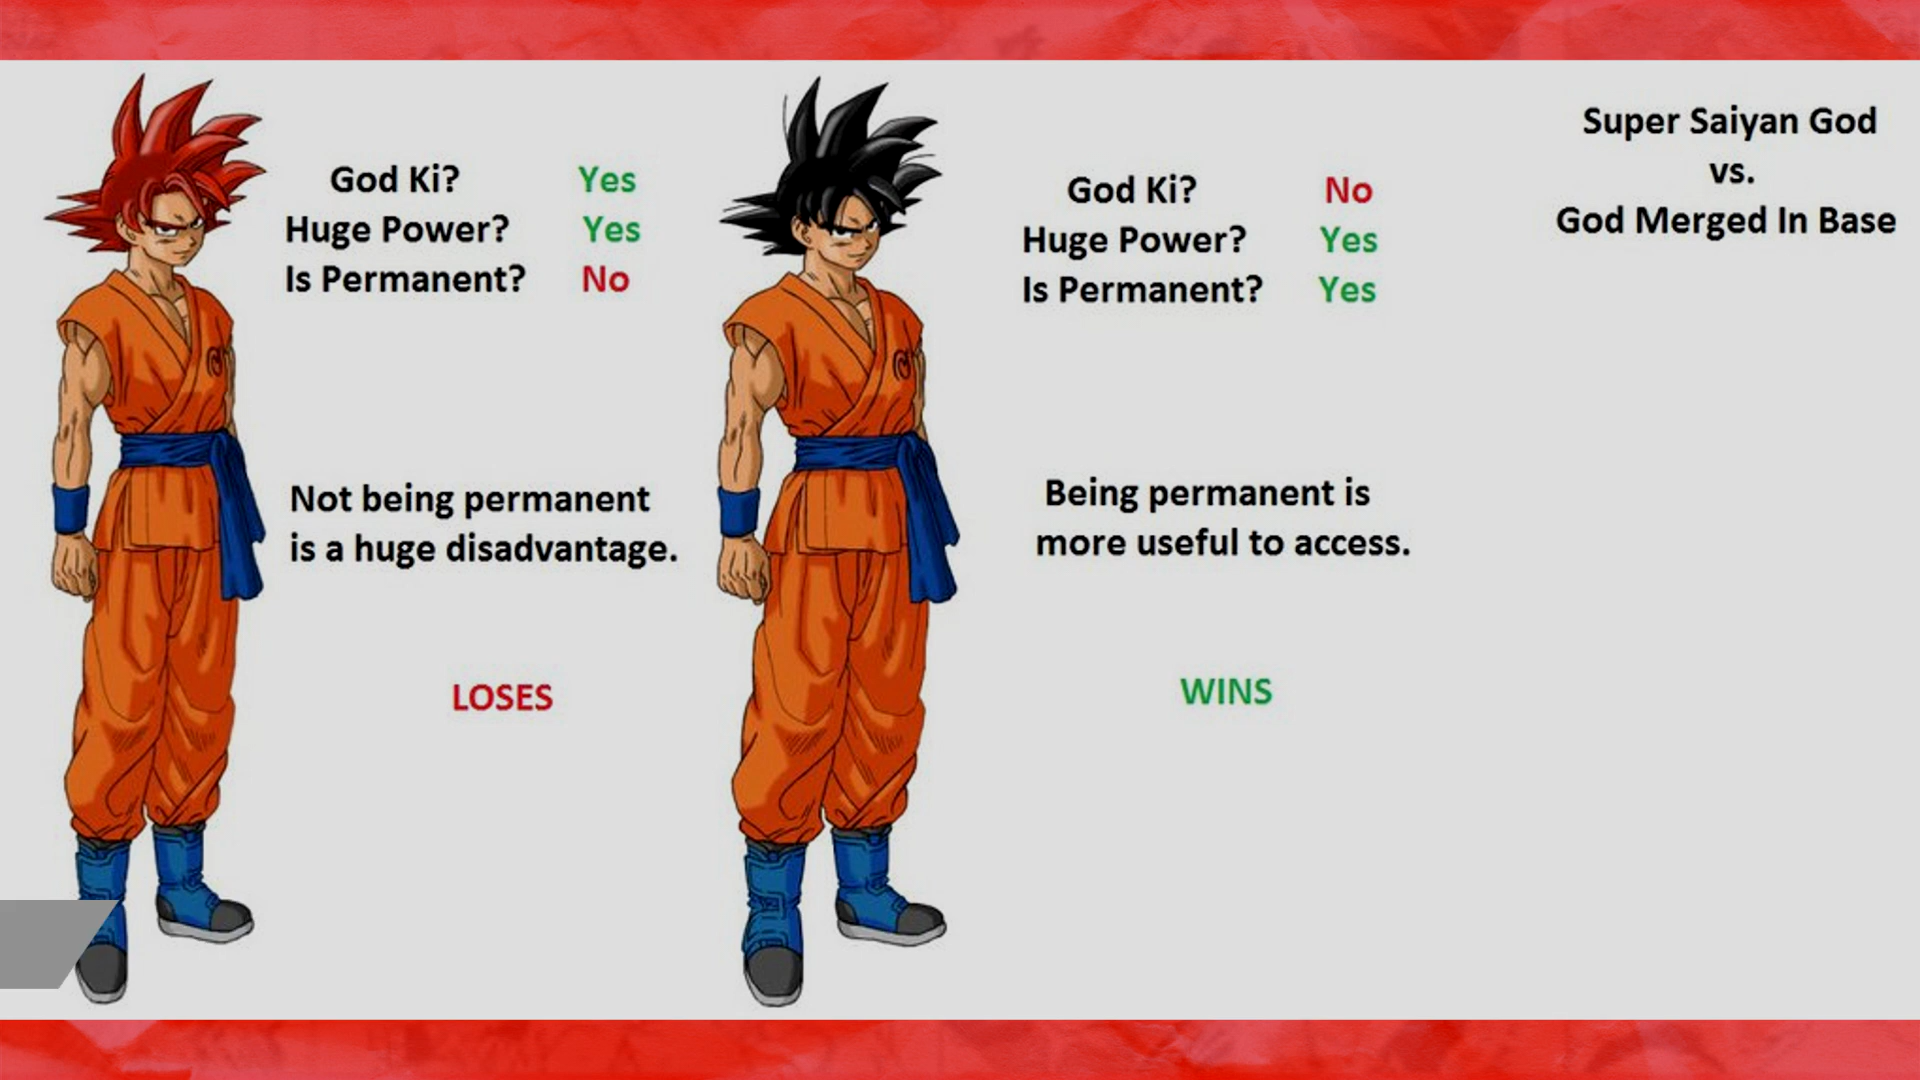 God Ki? Yes
Huge Power? Yes
Is Permanent? No
Not being permanent
is a huge disadvantage.
LOSES
God Ki? No
Huge Power? Yes
Is Permanent? Yes
Being permanent is
more useful to access.
WINS
Super Saiyan God
vs.
God Merged In Base